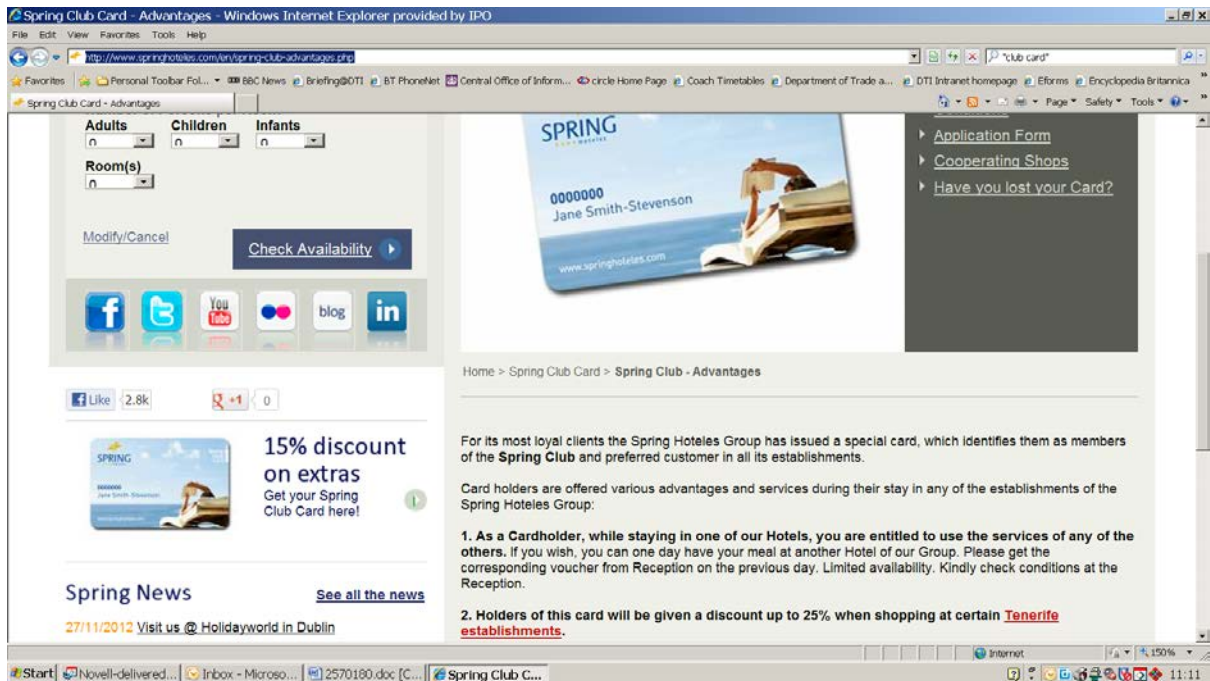 Spring Club Card - Advantages - Windows Internet Explorer provided by IPO
File Edit View Favorites Tools Help
http://www.springhoteles.com/en/spring-club-advantages.php
"club card"
Favorites Personal Toolbar Fol... BBC News Briefing@DTI BT PhoneNet Central Office of Inform... circle Home Page Coach Timetables Department of Trade a... DTI Intranet homepage Eforms Encyclopedia Britannica
Spring Club Card - Advantages
Page Safety Tools
Adults Children Infants
0 0 0
Room(s)
0
Modify/Cancel
Check Availability
You
Tube
blog
in
Like 2.8k
+1 0
SPRING
Hoteles
0000000
Jane Smith-Stevenson
www.springhoteles.com
Application Form
Cooperating Shops
Have you lost your Card?
SPRING
0000000
Jane Smith-Stevenson
15% discount
on extras
Get your Spring
Club Card here!
Spring News
See all the news
27/11/2012 Visit us @ Holidayworld in Dublin
Home > Spring Club Card > Spring Club - Advantages
For its most loyal clients the Spring Hoteles Group has issued a special card, which identifies them as members
of the Spring Club and preferred customer in all its establishments.
Card holders are offered various advantages and services during their stay in any of the establishments of the
Spring Hoteles Group:
1. As a Cardholder, while staying in one of our Hotels, you are entitled to use the services of any of the
others. If you wish, you can one day have your meal at another Hotel of our Group. Please get the
corresponding voucher from Reception on the previous day. Limited availability. Kindly check conditions at the
Reception.
2. Holders of this card will be given a discount up to 25% when shopping at certain Tenerife
establishments.
Internet
150%
Start Novell-delivered... Inbox - Microso... 2570180.doc [C... Spring Club C...
11:11